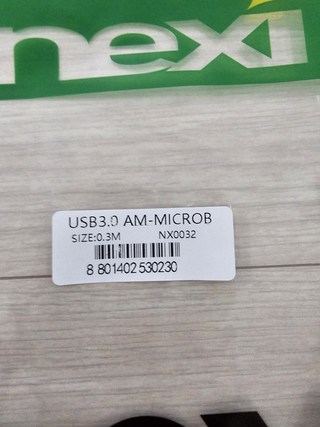 nexi
USB3.0 AM-MICROB
SIZE:0.3M NX0032
8 801402 530230